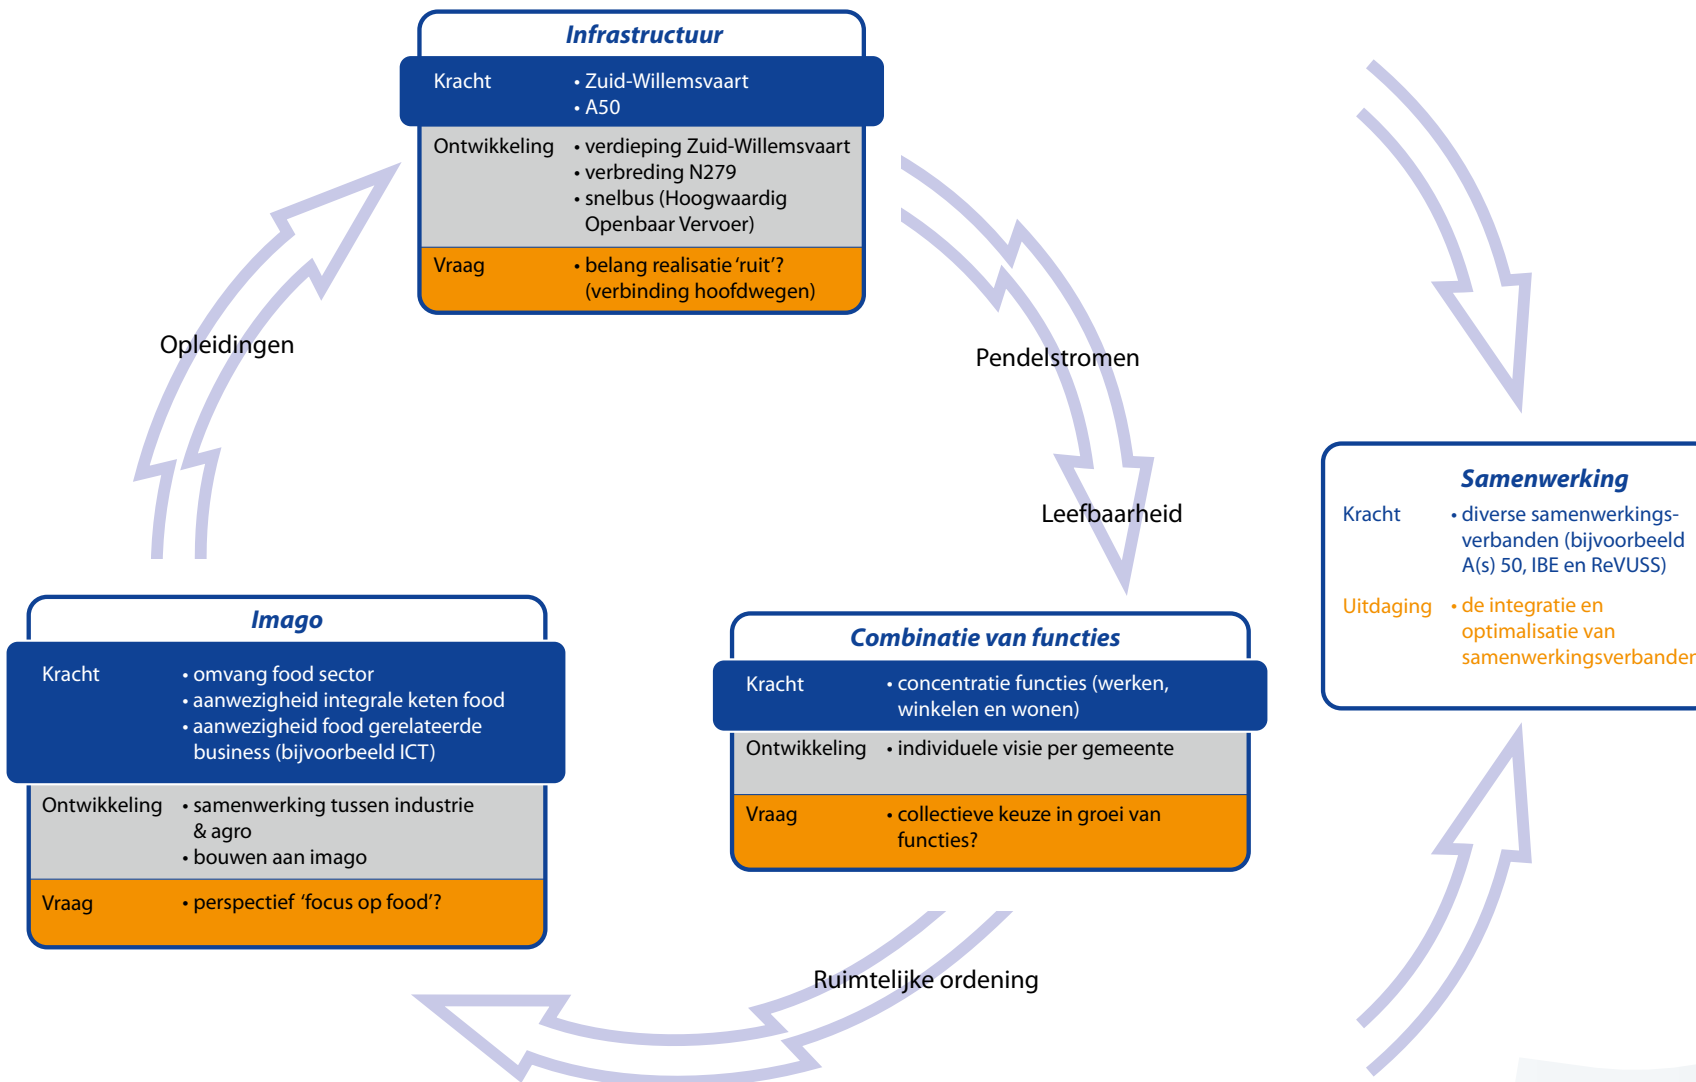 Infrastructuur
Kracht
• Zuid-Willemsvaart
• A50
Ontwikkeling
• verdieping Zuid-Willemsvaart
• verbreding N279
• snelbus (Hoogwaardig
Openbaar Vervoer)
Vraag
• belang realisatie ‘ruit’?
(verbinding hoofdwegen)
Opleidingen
Pendelstromen
Leefbaarheid
Samenwerking
Kracht
• diverse samenwerkings-
verbanden (bijvoorbeeld
A(s) 50, IBE en ReVUSS)
Uitdaging
• de integratie en
optimalisatie van
samenwerkingsverbanden
Imago
Kracht
• omvang food sector
• aanwezigheid integrale keten food
• aanwezigheid food gerelateerde
business (bijvoorbeeld ICT)
Ontwikkeling
• samenwerking tussen industrie
& agro
• bouwen aan imago
Vraag
• perspectief ‘focus op food’?
Combinatie van functies
Kracht
• concentratie functies (werken,
winkelen en wonen)
Ontwikkeling
• individuele visie per gemeente
Vraag
• collectieve keuze in groei van
functies?
Ruimtelijke ordening